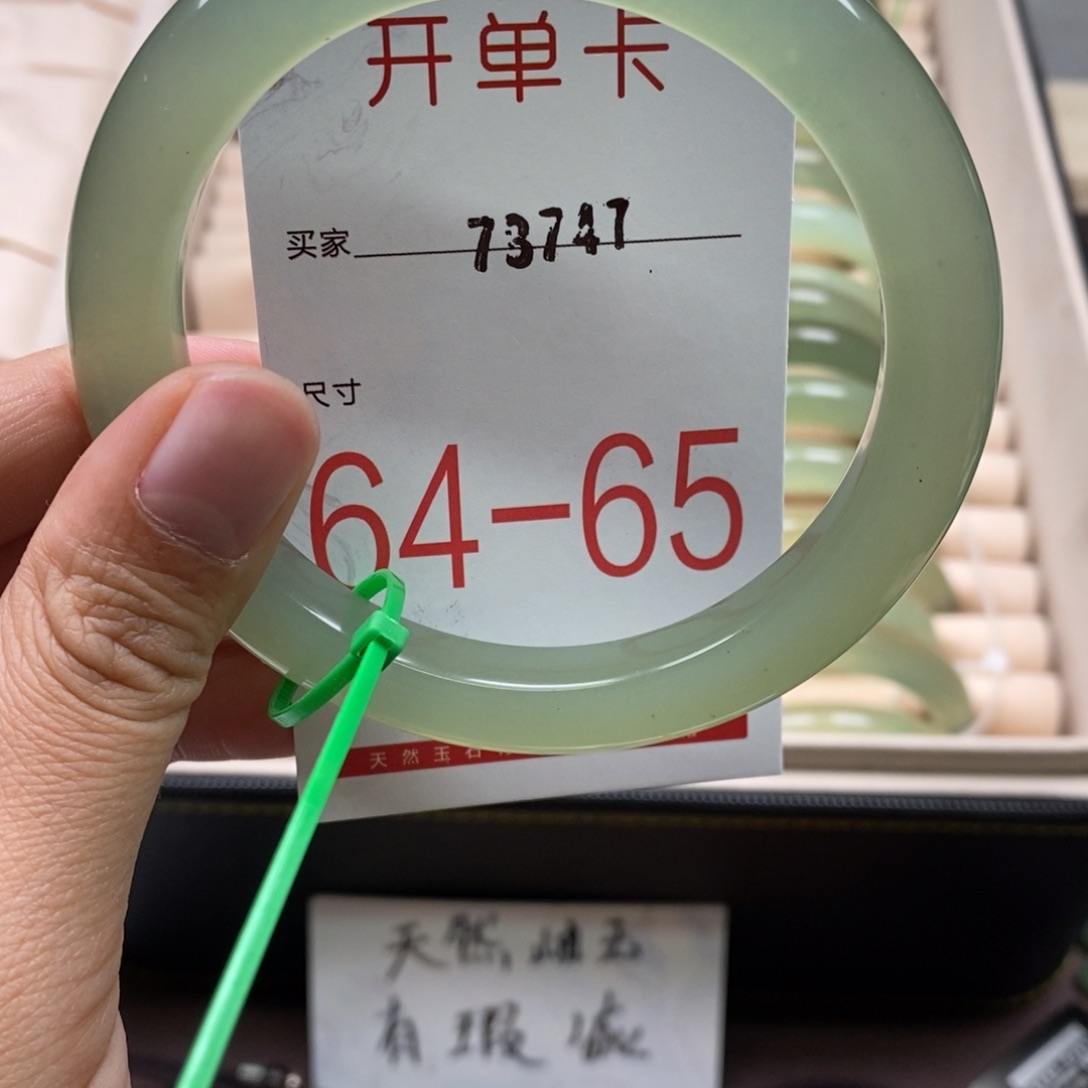 开单卡
买家 73747
尺寸
64-65
天然玉石
天然岫玉
有瑕疵